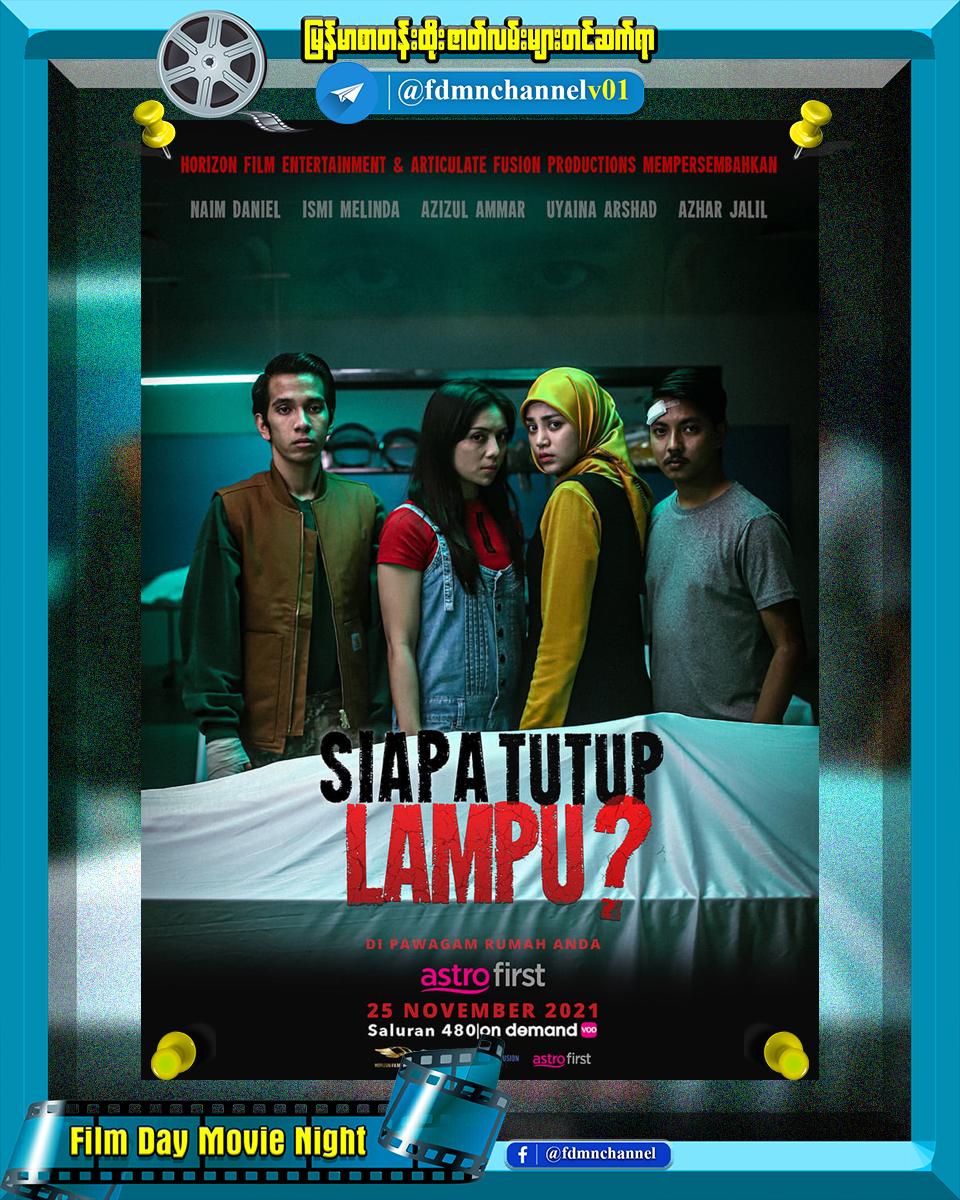 မြန်မာစာတန်းထိုးဇာတ်လမ်းများတင်ဆက်ရာ
@fdmnchannelv01
HORIZON FILM ENTERTAINMENT & ARTICULATE FUSION PRODUCTIONS MEMPERSEMBAHKAN
NAIM DANIEL ISMI MELINDA AZIZUL AMMAR UYAINA ARSHAD AZHAR JALIL
SIAPA TUTUP
LAMPU?
DI PAWAGAM RUMAH ANDA
astro first
25 NOVEMBER 2021
Saluran 480|on demand VOD
astro first
Film Day Movie Night
@fdmnchannel